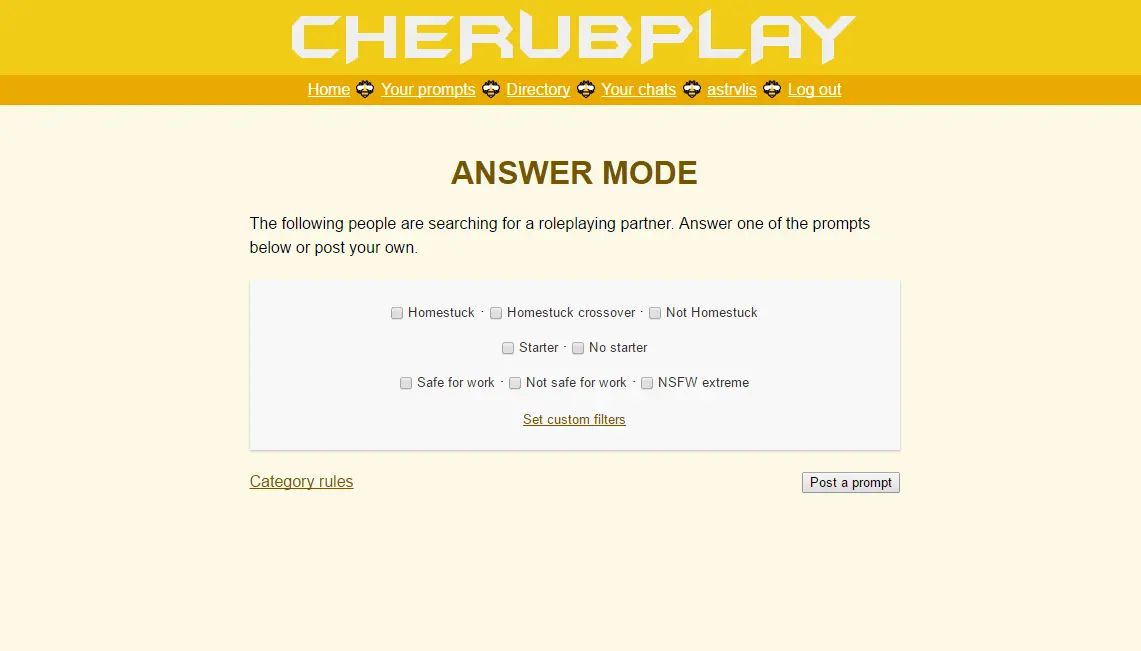 CHERUBPLAY
Home Your prompts Directory Your chats astrvlis Log out
ANSWER MODE
The following people are searching for a roleplaying partner. Answer one of the prompts
below or post your own.
Homestuck · Homestuck crossover · Not Homestuck
Starter · No starter
Safe for work · Not safe for work · NSFW extreme
Set custom filters
Category rules Post a prompt